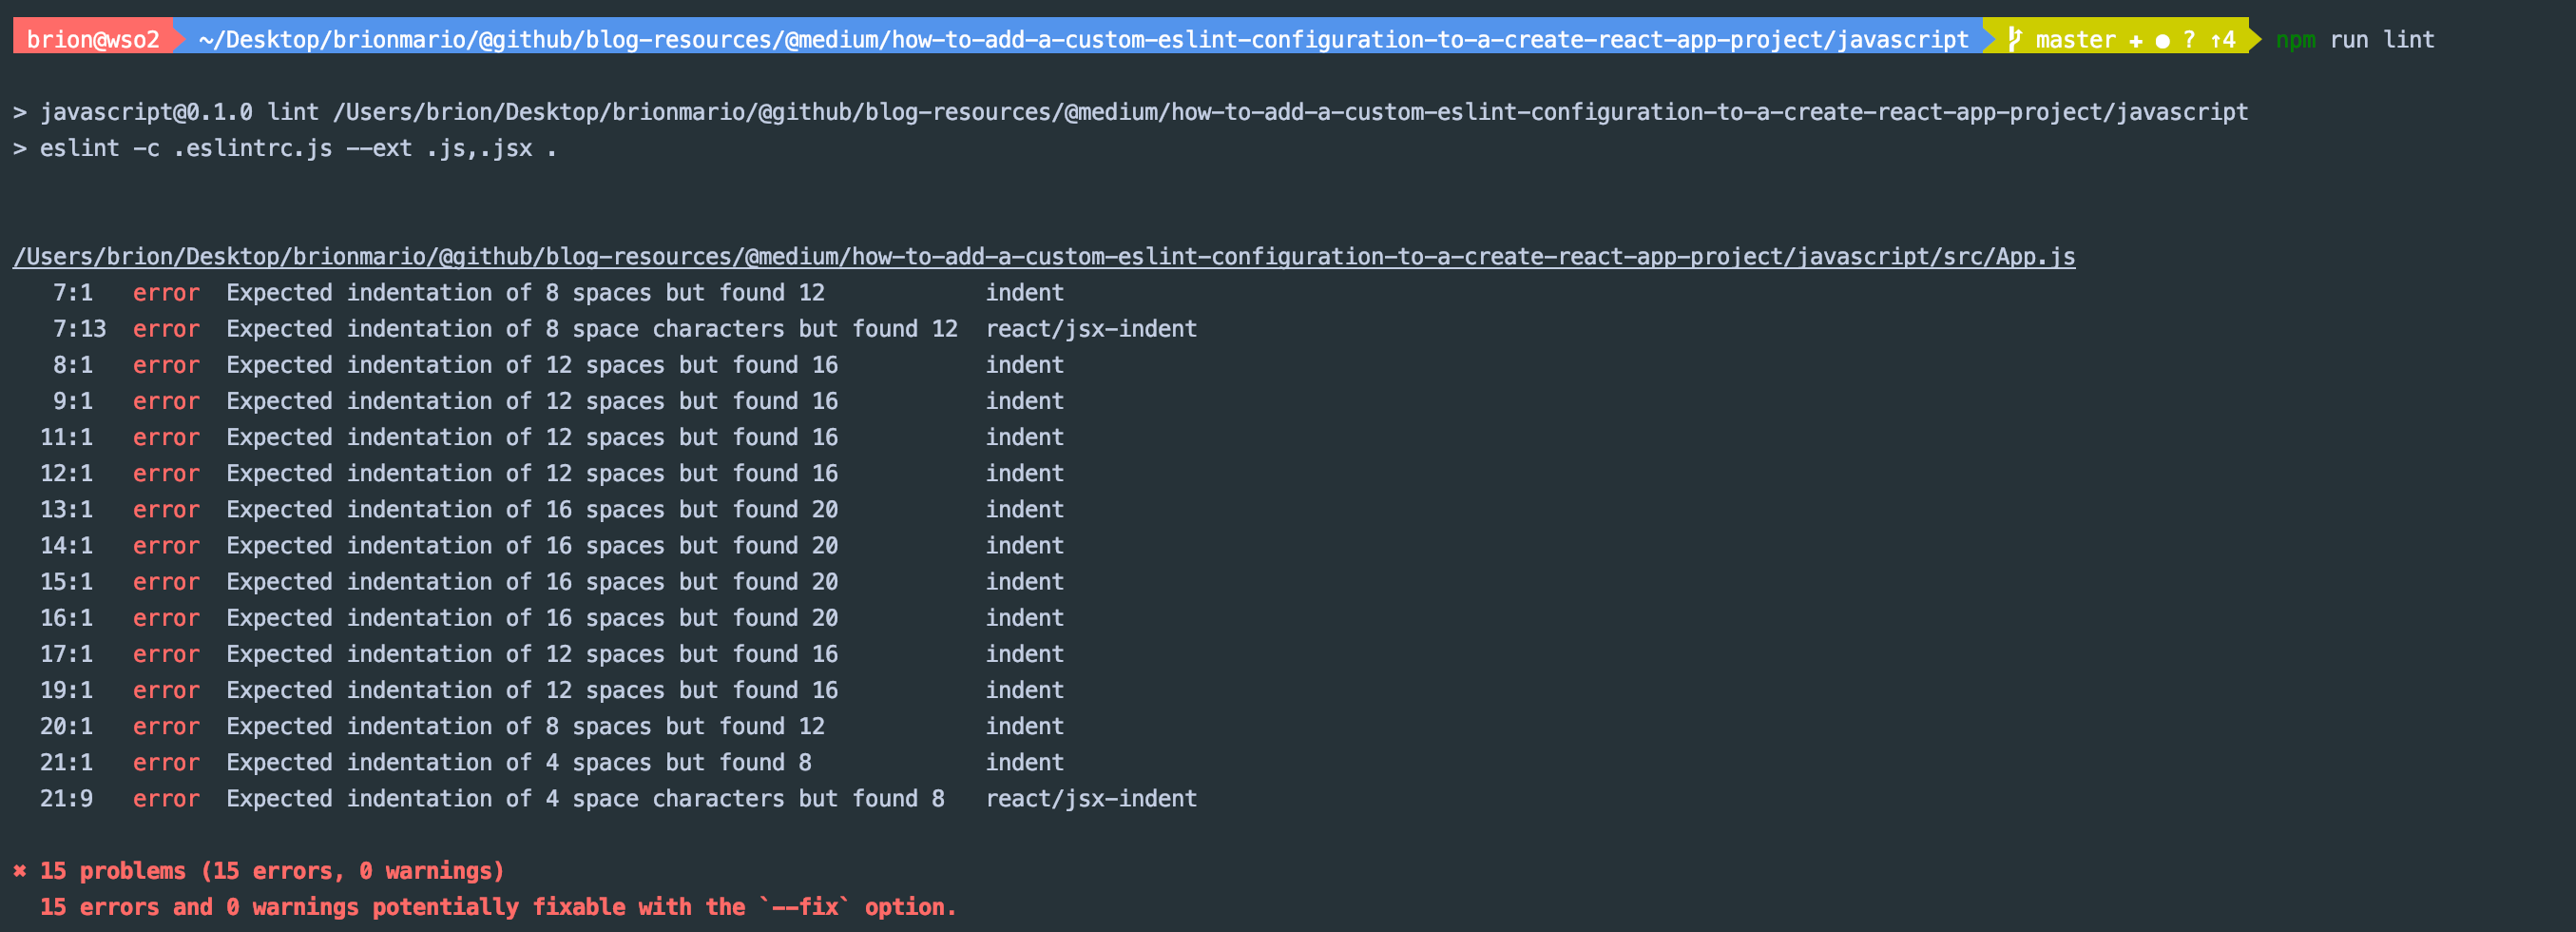 brion@wso2 ~/Desktop/brionmario/@github/blog-resources/@medium/how-to-add-a-custom-eslint-configuration-to-a-create-react-app-project/javascript master ✚ ● ? ↑4 npm run lint
> javascript@0.1.0 lint /Users/brion/Desktop/brionmario/@github/blog-resources/@medium/how-to-add-a-custom-eslint-configuration-to-a-create-react-app-project/javascript
> eslint -c .eslintrc.js --ext .js,.jsx .
/Users/brion/Desktop/brionmario/@github/blog-resources/@medium/how-to-add-a-custom-eslint-configuration-to-a-create-react-app-project/javascript/src/App.js
7:1 error Expected indentation of 8 spaces but found 12 indent
7:13 error Expected indentation of 8 space characters but found 12 react/jsx-indent
8:1 error Expected indentation of 12 spaces but found 16 indent
9:1 error Expected indentation of 12 spaces but found 16 indent
11:1 error Expected indentation of 12 spaces but found 16 indent
12:1 error Expected indentation of 12 spaces but found 16 indent
13:1 error Expected indentation of 16 spaces but found 20 indent
14:1 error Expected indentation of 16 spaces but found 20 indent
15:1 error Expected indentation of 16 spaces but found 20 indent
16:1 error Expected indentation of 16 spaces but found 20 indent
17:1 error Expected indentation of 12 spaces but found 16 indent
19:1 error Expected indentation of 12 spaces but found 16 indent
20:1 error Expected indentation of 8 spaces but found 12 indent
21:1 error Expected indentation of 4 spaces but found 8 indent
21:9 error Expected indentation of 4 space characters but found 8 react/jsx-indent
✖ 15 problems (15 errors, 0 warnings)
15 errors and 0 warnings potentially fixable with the `--fix` option.